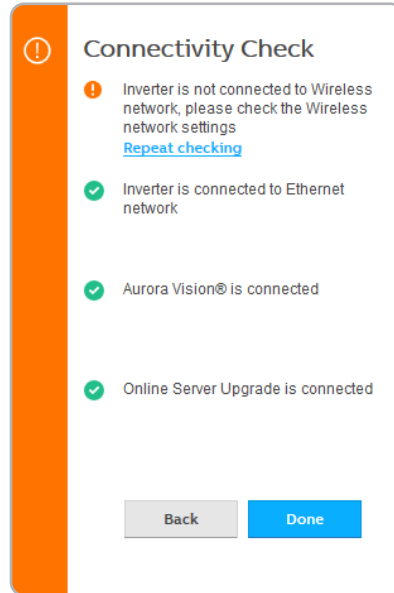 Connectivity Check
Inverter is not connected to Wireless
network, please check the Wireless
network settings
Repeat checking
Inverter is connected to Ethernet
network
Aurora Vision® is connected
Online Server Upgrade is connected
Back
Done